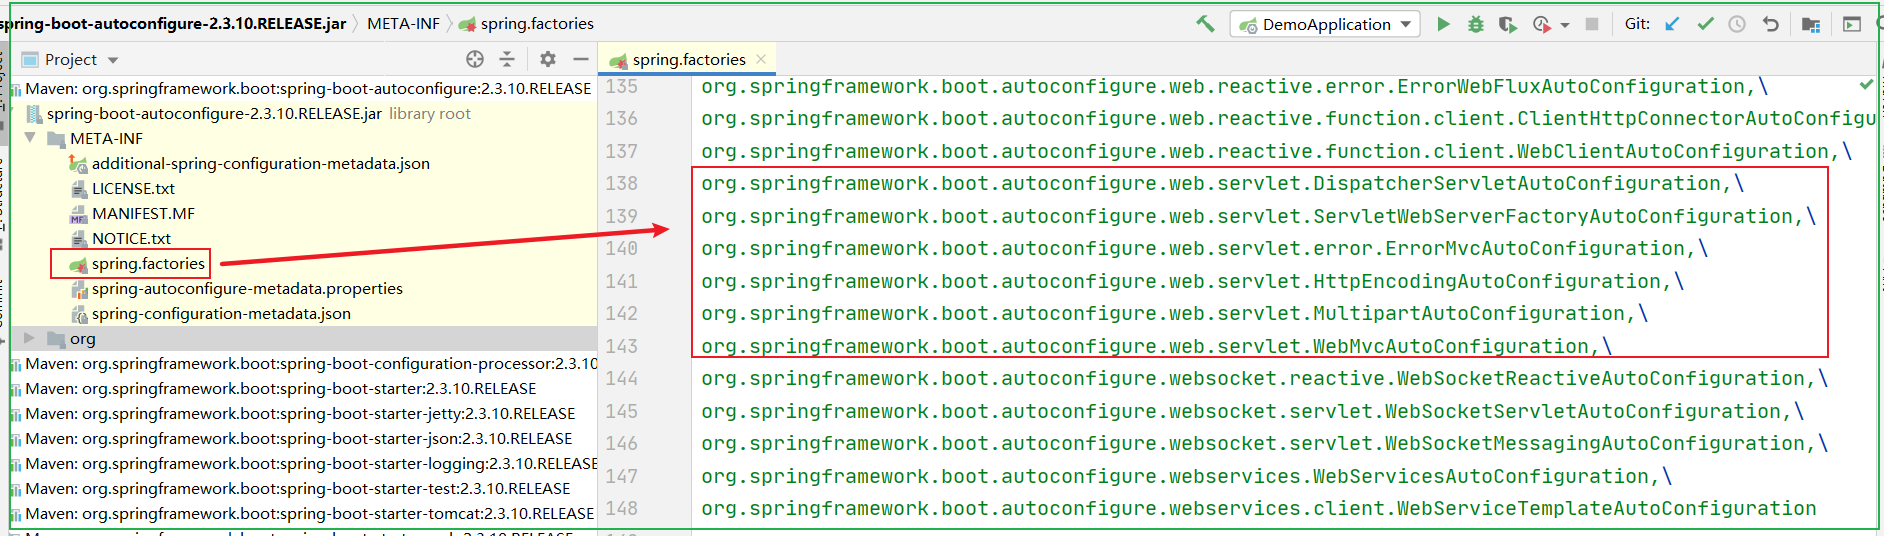 spring-boot-autoconfigure-2.3.10.RELEASE.jar META-INF spring.factories DemoApplication Git:
Project
Maven: org.springframework.boot:spring-boot-autoconfigure:2.3.10.RELEASE
spring-boot-autoconfigure-2.3.10.RELEASE.jar library root
META-INF
additional-spring-configuration-metadata.json
LICENSE.txt
MANIFEST.MF
NOTICE.txt
spring.factories
spring-autoconfigure-metadata.properties
spring-configuration-metadata.json
org
Maven: org.springframework.boot:spring-boot-configuration-processor:2.3.10
Maven: org.springframework.boot:spring-boot-starter:2.3.10.RELEASE
Maven: org.springframework.boot:spring-boot-starter-jetty:2.3.10.RELEASE
Maven: org.springframework.boot:spring-boot-starter-json:2.3.10.RELEASE
Maven: org.springframework.boot:spring-boot-starter-logging:2.3.10.RELEASE
Maven: org.springframework.boot:spring-boot-starter-test:2.3.10.RELEASE
Maven: org.springframework.boot:spring-boot-starter-tomcat:2.3.10.RELEASE
spring.factories
135 org.springframework.boot.autoconfigure.web.reactive.error.ErrorWebFluxAutoConfiguration,\
136 org.springframework.boot.autoconfigure.web.reactive.function.client.ClientHttpConnectorAutoConfigu
137 org.springframework.boot.autoconfigure.web.reactive.function.client.WebClientAutoConfiguration,\
138 org.springframework.boot.autoconfigure.web.servlet.DispatcherServletAutoConfiguration,\
139 org.springframework.boot.autoconfigure.web.servlet.ServletWebServerFactoryAutoConfiguration,\
140 org.springframework.boot.autoconfigure.web.servlet.error.ErrorMvcAutoConfiguration,\
141 org.springframework.boot.autoconfigure.web.servlet.HttpEncodingAutoConfiguration,\
142 org.springframework.boot.autoconfigure.web.servlet.MultipartAutoConfiguration,\
143 org.springframework.boot.autoconfigure.web.servlet.WebMvcAutoConfiguration,\
144 org.springframework.boot.autoconfigure.websocket.reactive.WebSocketReactiveAutoConfiguration,\
145 org.springframework.boot.autoconfigure.websocket.servlet.WebSocketServletAutoConfiguration,\
146 org.springframework.boot.autoconfigure.websocket.servlet.WebSocketMessagingAutoConfiguration,\
147 org.springframework.boot.autoconfigure.webservices.WebServicesAutoConfiguration,\
148 org.springframework.boot.autoconfigure.webservices.client.WebServiceTemplateAutoConfiguration